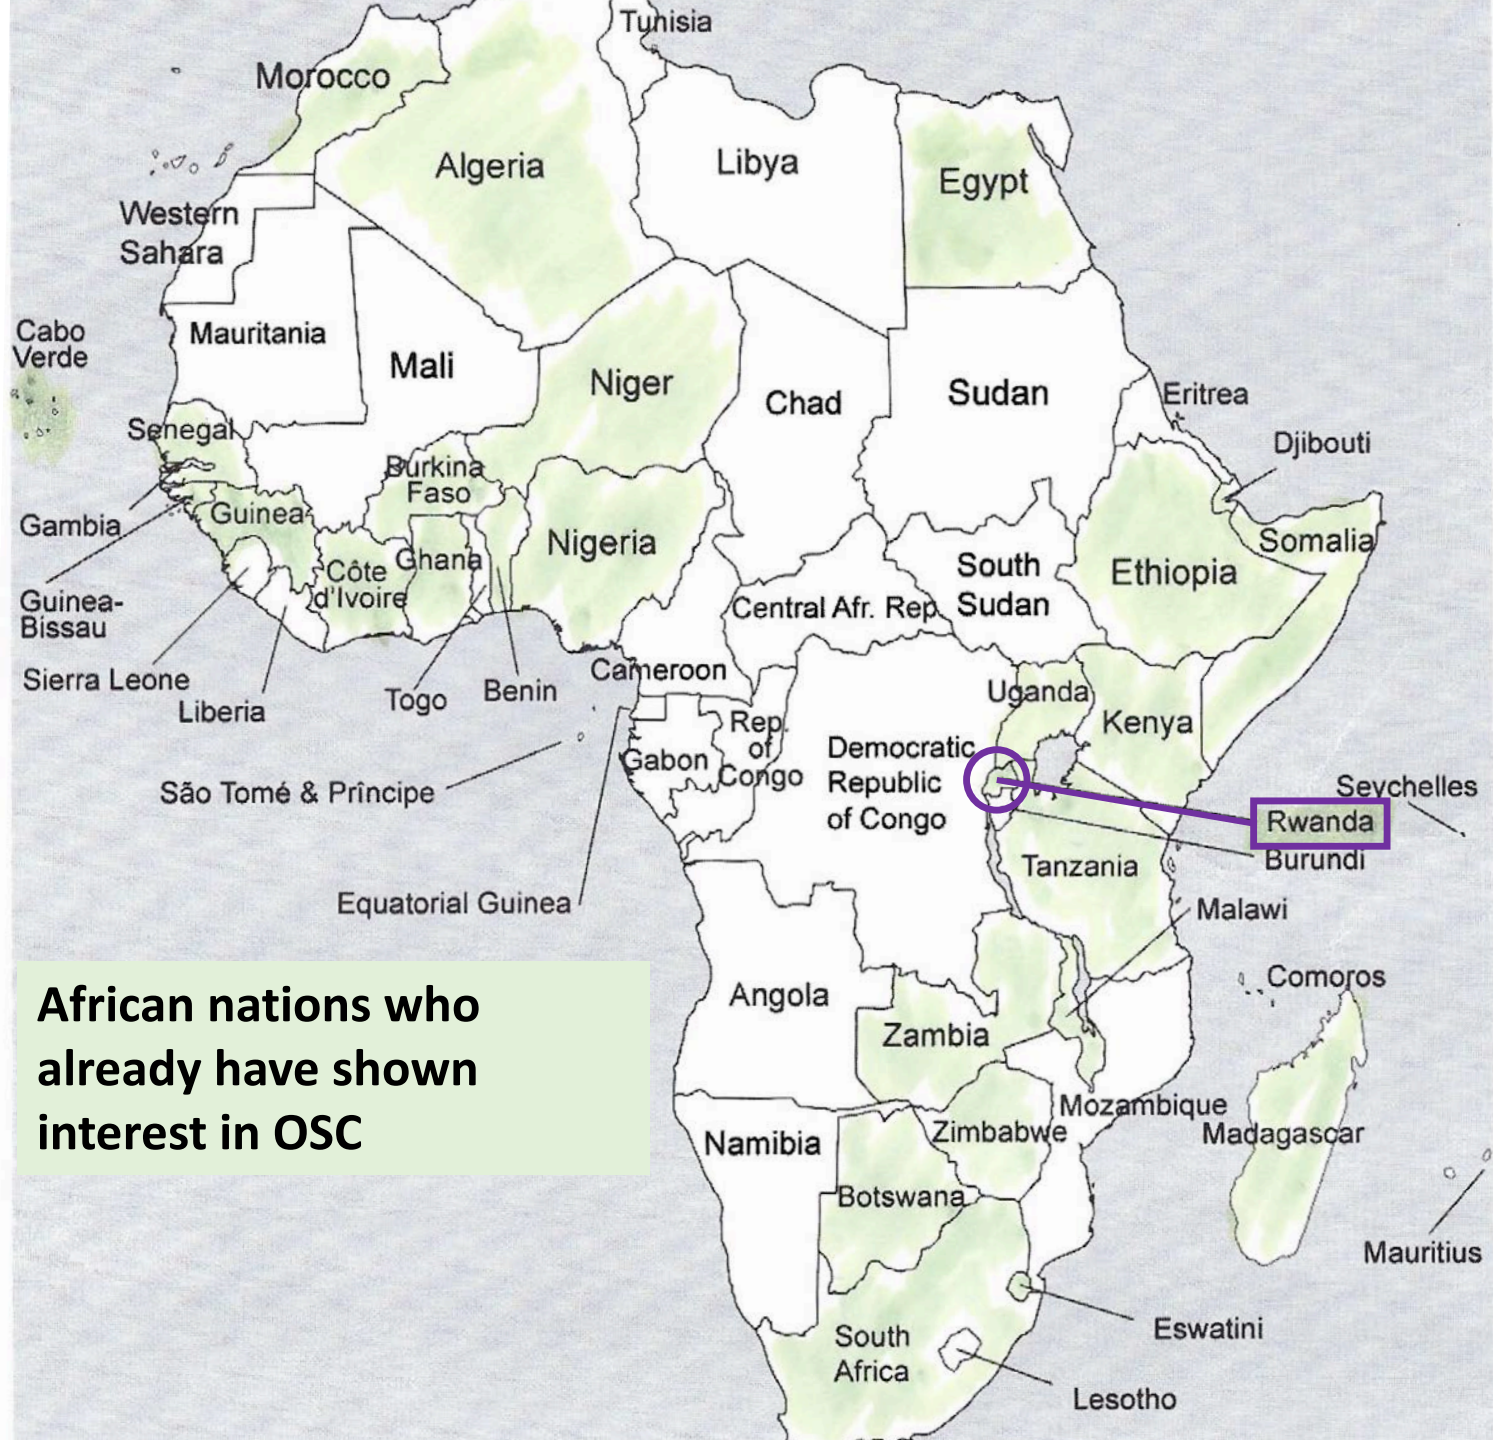 Tunisia
Morocco
Algeria
Libya
Egypt
Western
Sahara
Cabo
Verde
Mauritania
Mali
Niger
Chad
Sudan
Eritrea
Djibouti
Senegal
Burkina
Faso
Gambia
Guinea
Nigeria
Côte
d'Ivoire
Ghana
South
Sudan
Ethiopia
Somalia
Guinea-
Bissau
Central Afr. Rep.
Sierra Leone
Liberia
Togo
Benin
Cameroon
Uganda
Kenya
Gabon
Rep.
of
Congo
Democratic
Republic
of Congo
São Tomé & Prîncipe
Seychelles
Rwanda
Burundi
Tanzania
Equatorial Guinea
Malawi
Comoros
Angola
Zambia
African nations who
already have shown
interest in OSC
Mozambique
Madagascar
Namibia
Zimbabwe
Botswana
Mauritius
Eswatini
South
Africa
Lesotho